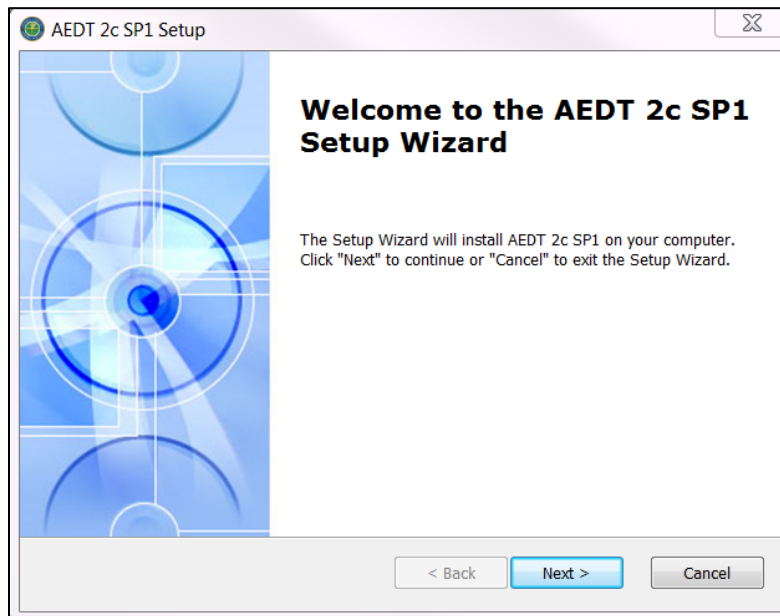 AEDT 2c SP1 Setup
Welcome to the AEDT 2c SP1
Setup Wizard
The Setup Wizard will install AEDT 2c SP1 on your computer.
Click "Next" to continue or "Cancel" to exit the Setup Wizard.
< Back Next > Cancel